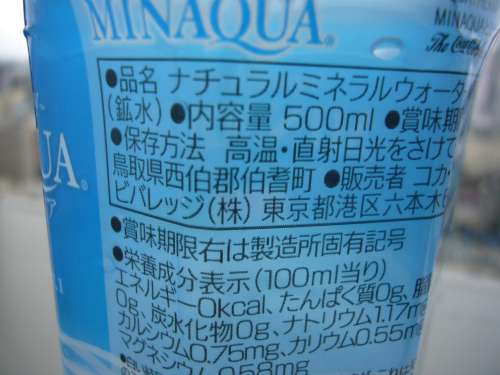 MINAQUA®
MINAQUA
The Coca
UA®
●品名 ナチュラルミネラルウォーター
(鉱水) ●内容量 500ml ●賞味期
●保存方法 高温・直射日光をさけて
鳥取県西伯郡伯耆町 ●販売者 コカ・
ビバレッジ(株) 東京都港区六本木
●賞味期限右は製造所固有記号
●栄養成分表示(100ml当り)
エネルギー0kcal、たんぱく質0g、脂
0g、炭水化物0g、ナトリウム1.17m
カルシウム0.75mg、カリウム0.55m
マグネシウム0.58mg